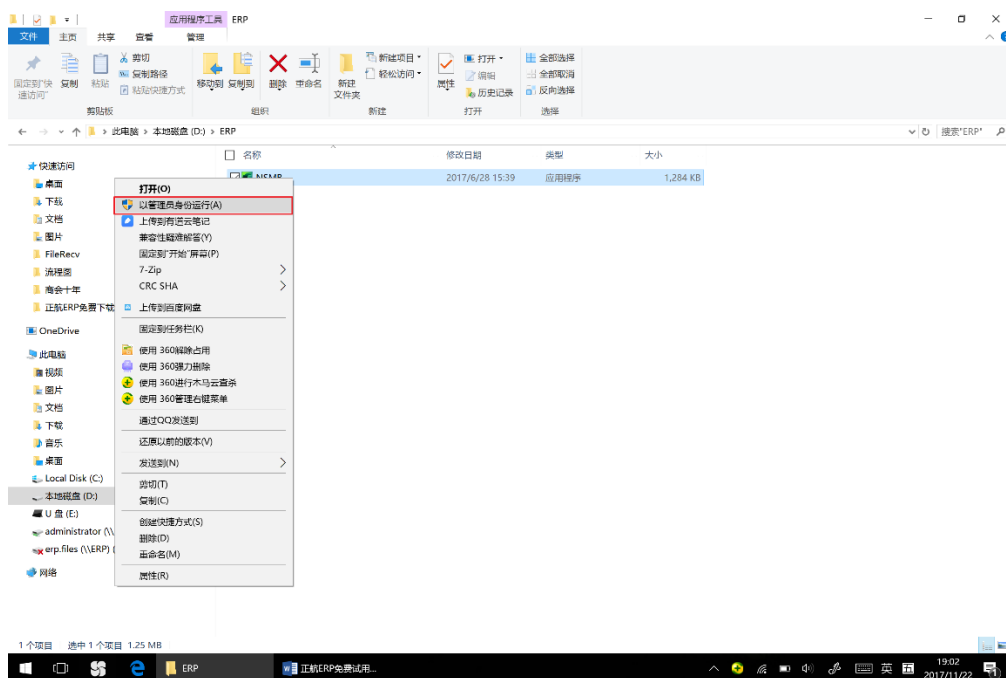 应用程序工具 ERP
文件 主页 共享 查看 管理
固定到"快速访问" 复制 粘贴 剪切 复制路径 粘贴快捷方式
移动到 复制到 删除 重命名 新建文件夹 新建项目 轻松访问
属性 打开 编辑 历史记录 全部选择 全部取消 反向选择
剪贴板 组织 新建 打开 选择
此电脑 > 本地磁盘 (D:) > ERP 搜索"ERP"
名称 修改日期 类型 大小
2017/6/28 15:39 应用程序 1,284 KB
快速访问
桌面
下载
文档
图片
FileRecv
流程图
商会十年
正航ERP免费下载
OneDrive
此电脑
视频
图片
文档
下载
音乐
桌面
Local Disk (C:)
本地磁盘 (D:)
U 盘 (E:)
administrator (\\
erp.files (\\ERP) (
网络
打开(O)
以管理员身份运行(A)
上传到有道云笔记
兼容性疑难解答(Y)
固定到"开始"屏幕(P)
7-Zip
CRC SHA
上传到百度网盘
固定到任务栏(K)
使用 360解除占用
使用 360强力删除
使用 360进行木马云查杀
使用 360管理右键菜单
通过QQ发送到
还原以前的版本(V)
发送到(N)
剪切(T)
复制(C)
创建快捷方式(S)
删除(D)
重命名(M)
属性(R)
1 个项目 选中 1 个项目 1.25 MB
ERP 正航ERP免费试用... 英 19:02
2017/11/22